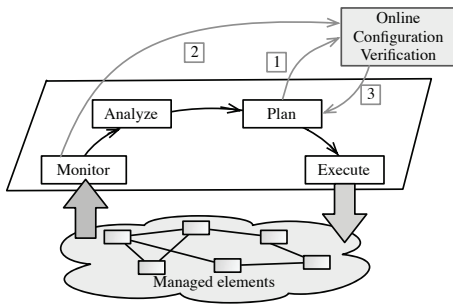 Online
Configuration
Verification
2
1
3
Analyze
Plan
Monitor
Execute
Managed elements